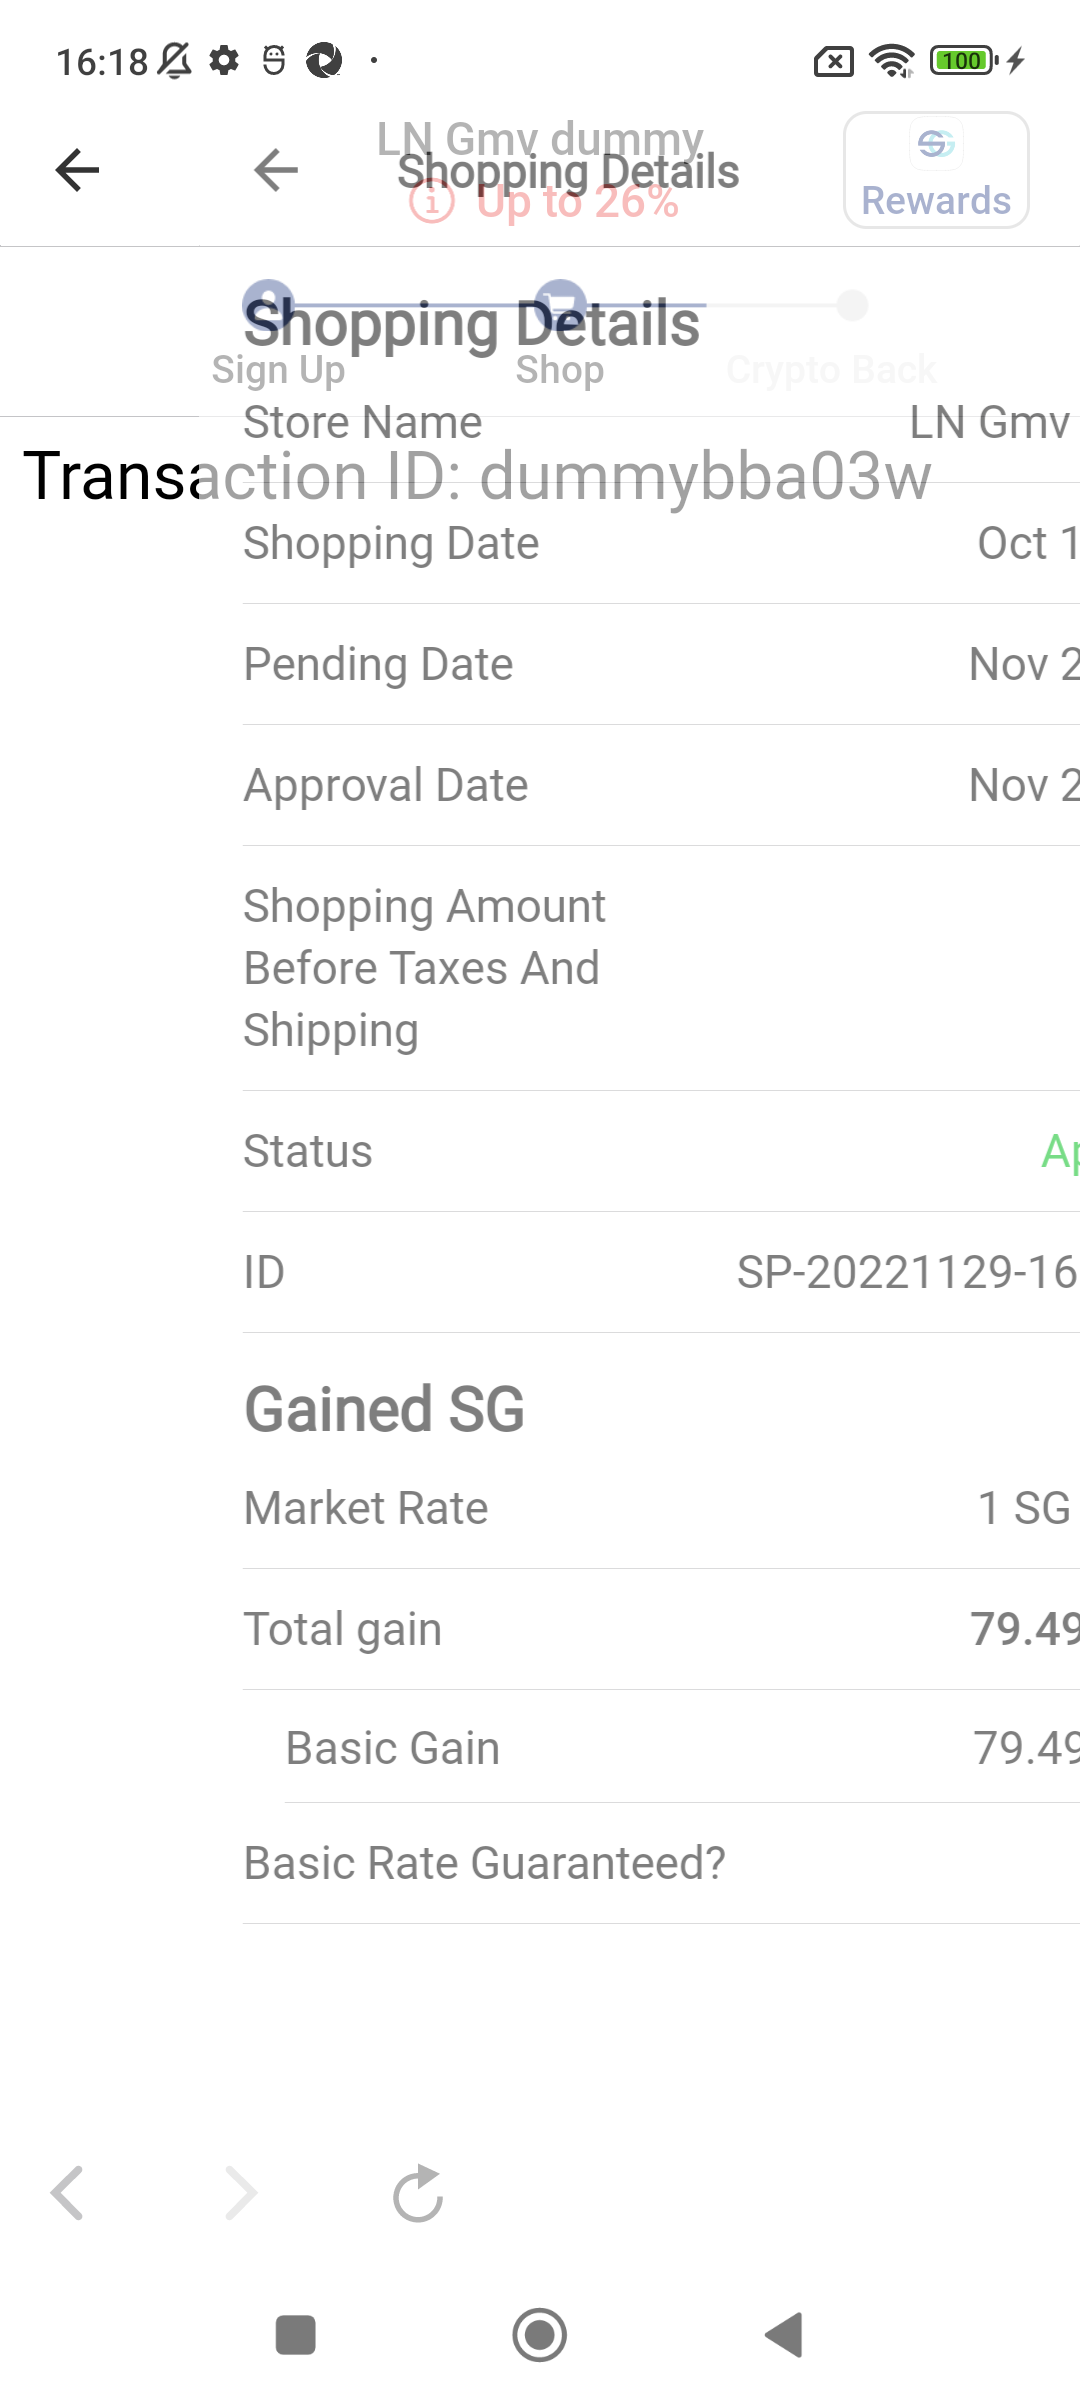 16:18
100
LN Gmv dummy
Shopping Details
Up to 26%
Rewards
Shopping Details
Sign Up
Shop
Crypto Back
Store Name LN Gmv
Transaction ID: dummybba03w
Shopping Date Oct 1
Pending Date Nov 2
Approval Date Nov 2
Shopping Amount
Before Taxes And
Shipping
Status Ap
ID SP-20221129-16
Gained SG
Market Rate 1 SG
Total gain 79.49
Basic Gain 79.49
Basic Rate Guaranteed?